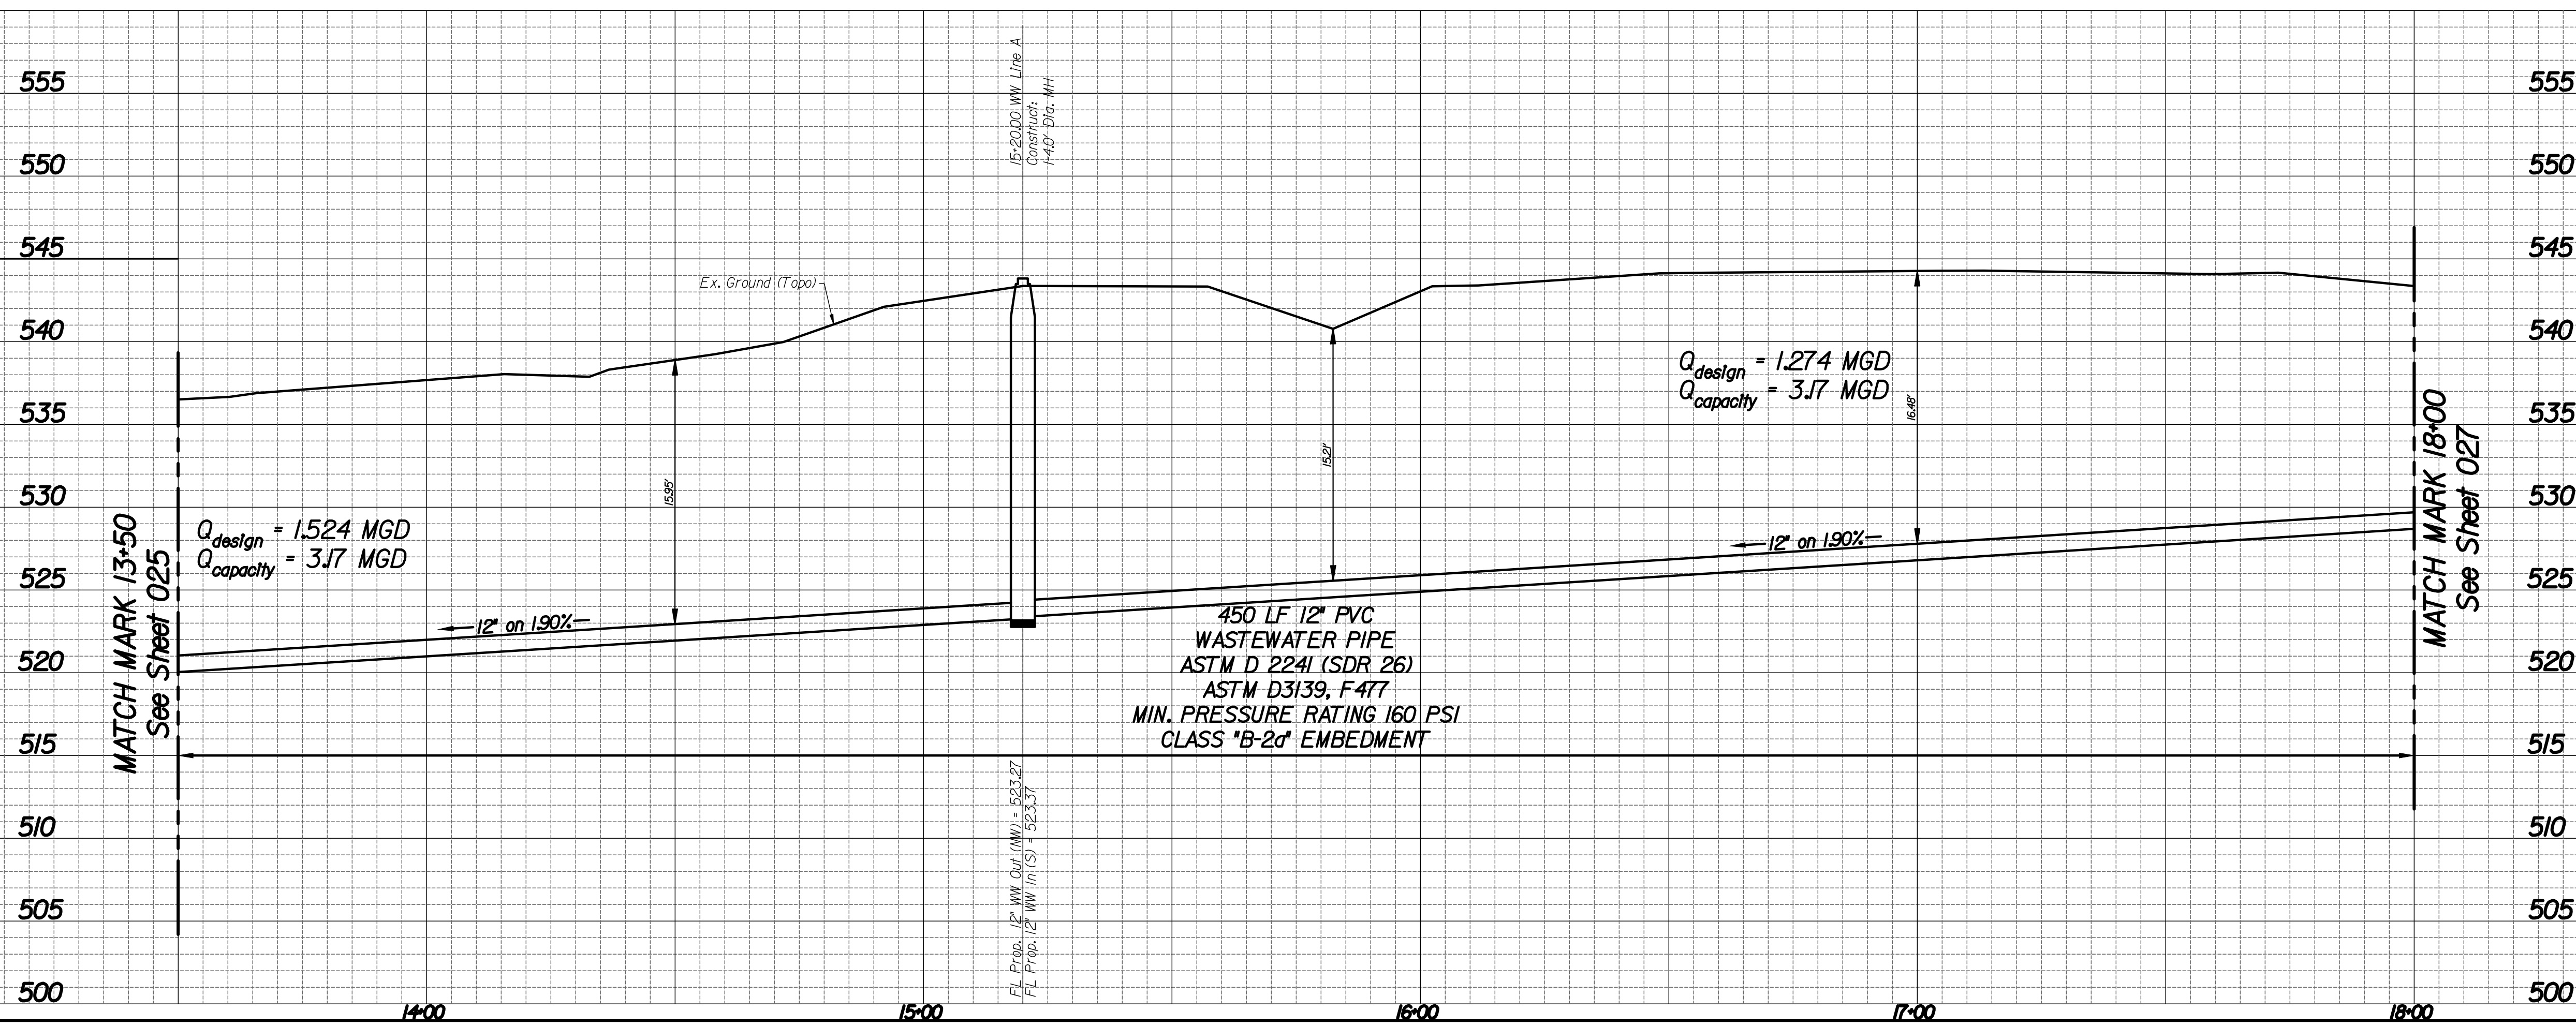 15+20.00 WW Line A
Construct:
1-4.0' Dia. MH
555
555
550
550
545
545
Ex. Ground (Topo)
540
540
Qdesign = 1.274 MGD
Qcapacity = 3.17 MGD
16.48'
535
535
15.21'
15.95'
530
530
MATCH MARK 13+50
See Sheet 025
Qdesign = 1.524 MGD
Qcapacity = 3.17 MGD
12" on 1.90%
MATCH MARK 18+00
See Sheet 027
525
525
12" on 1.90%
450 LF 12" PVC
WASTEWATER PIPE
ASTM D 2241 (SDR 26)
ASTM D3139, F477
MIN. PRESSURE RATING 160 PSI
CLASS "B-2a" EMBEDMENT
520
520
515
515
FL Prop. 12" WW Out (NW) = 523.27
FL Prop. 12" WW In (S) = 523.37
510
510
505
505
500
500
14+00
15+00
16+00
17+00
18+00